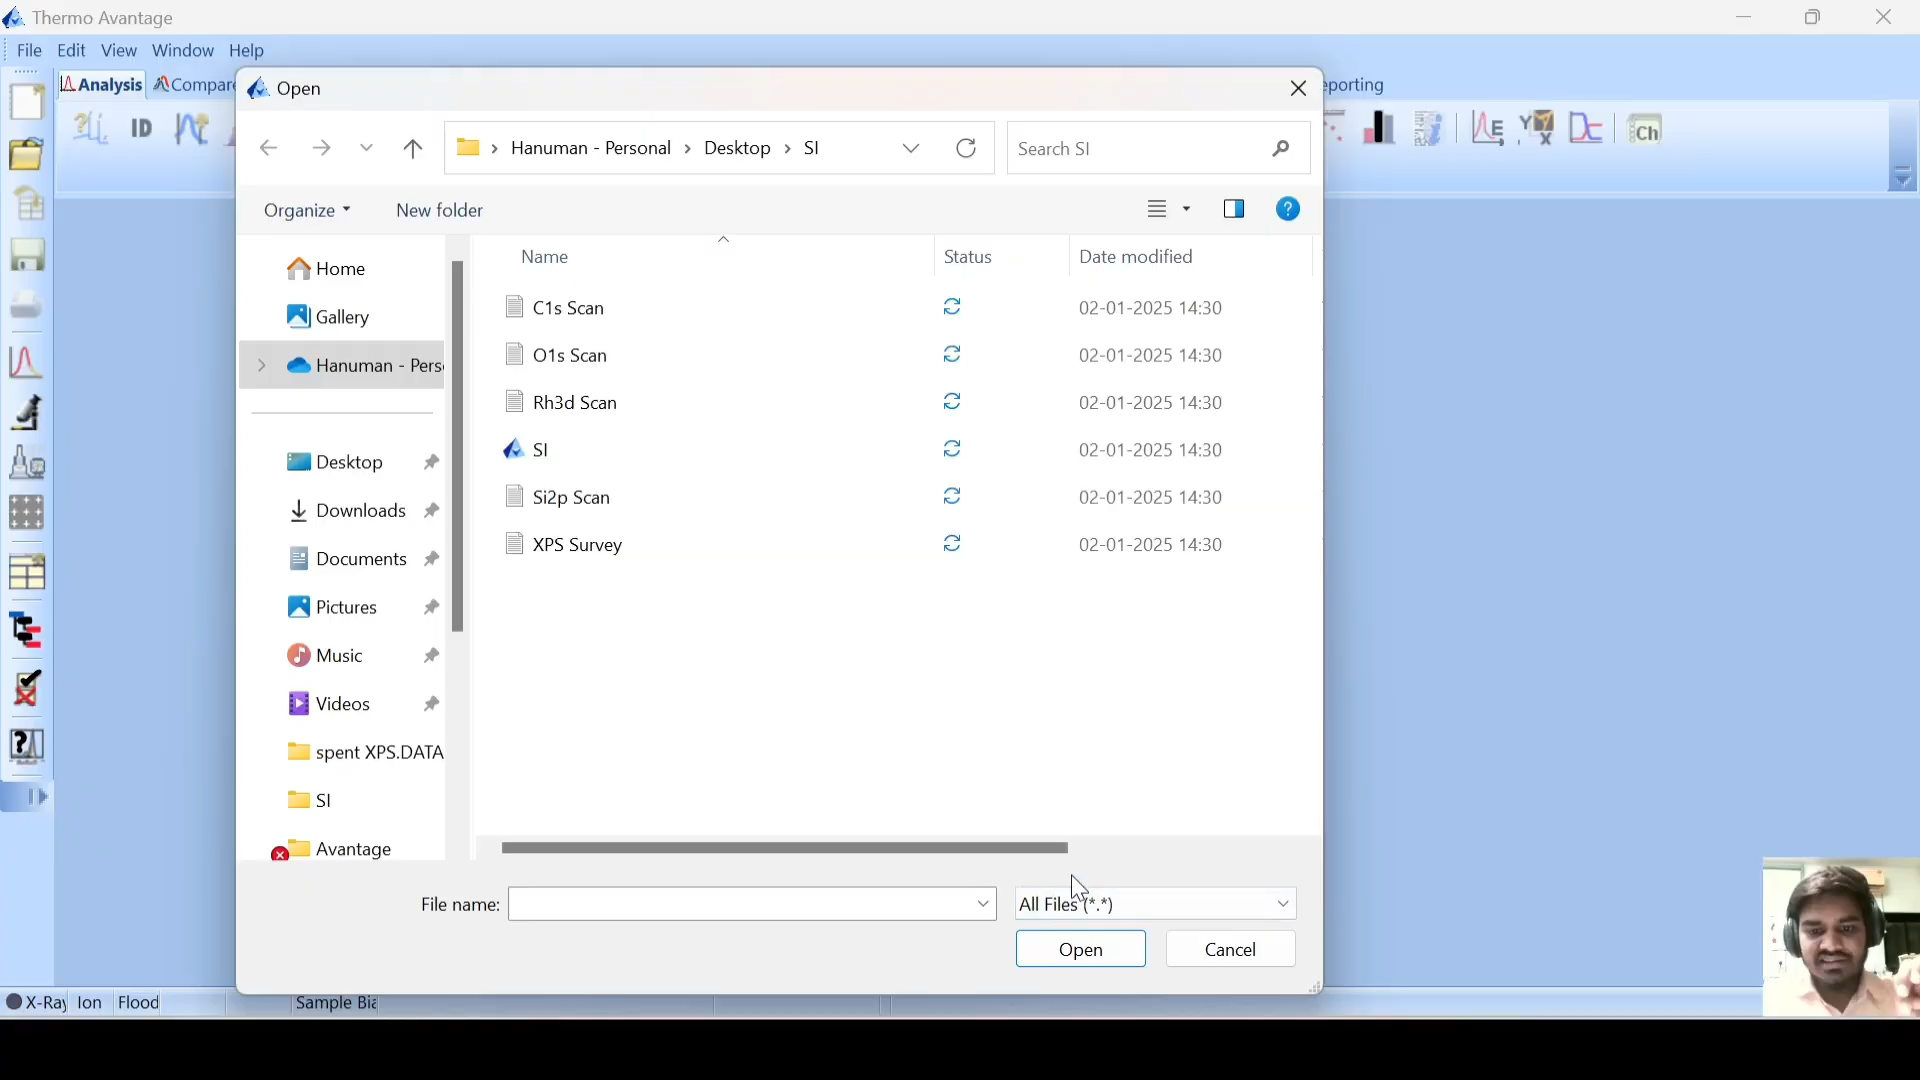 Thermo Avantage
File Edit View Window Help
Analysis Compare porting
Open
Hanuman - Personal > Desktop > SI Search SI
ID E Y X Ch
Organize New folder ?
Name Status Date modified
Home
Gallery
Hanuman - Pers
Desktop
Downloads
Documents
Pictures
Music
Videos
spent XPS.DATA
SI
Avantage
C1s Scan 02-01-2025 14:30
O1s Scan 02-01-2025 14:30
Rh3d Scan 02-01-2025 14:30
SI 02-01-2025 14:30
Si2p Scan 02-01-2025 14:30
XPS Survey 02-01-2025 14:30
File name: All Files (*.*)
Open Cancel
X-Ray Ion Flood Sample Bia